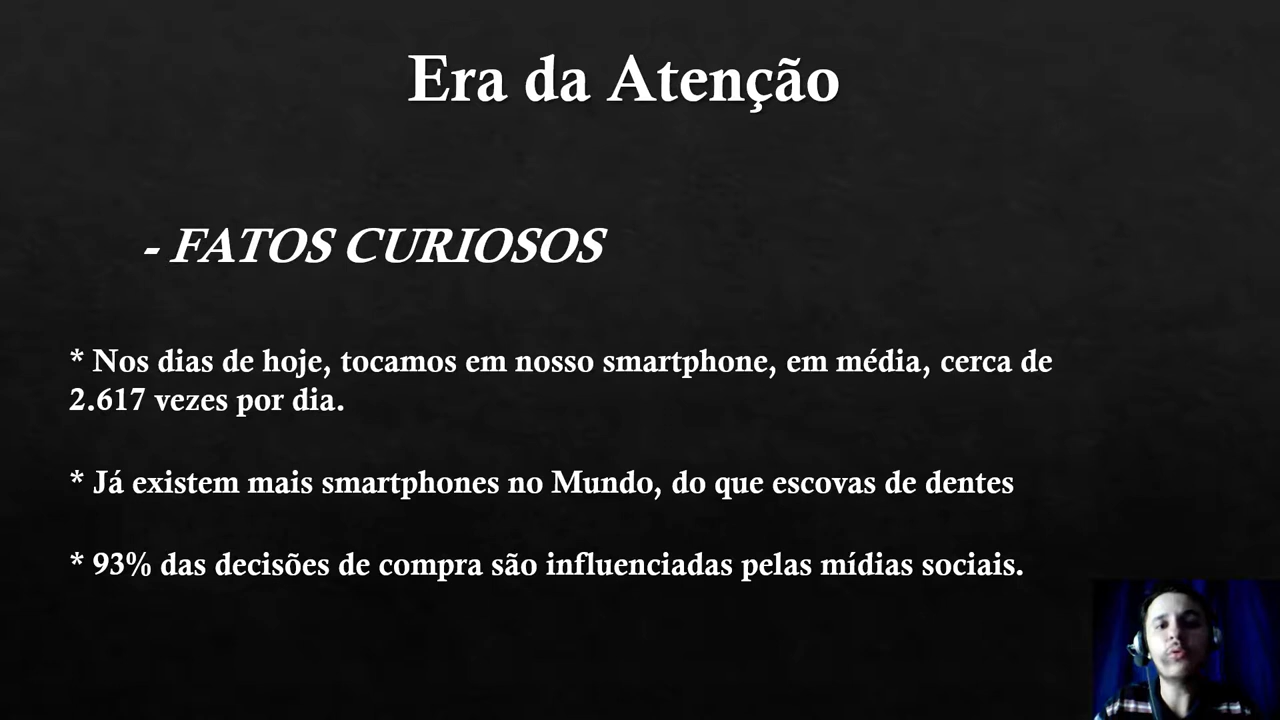 Era da Atenção
- FATOS CURIOSOS
* Nos dias de hoje, tocamos em nosso smartphone, em média, cerca de
2.617 vezes por dia.
* Já existem mais smartphones no Mundo, do que escovas de dentes
* 93% das decisões de compra são influenciadas pelas mídias sociais.